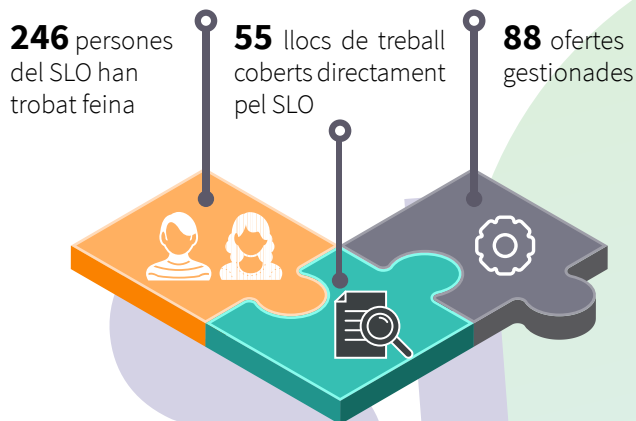 246 persones
del SLO han
trobat feina
55 llocs de treball
coberts directament
pel SLO
88 ofertes
gestionades